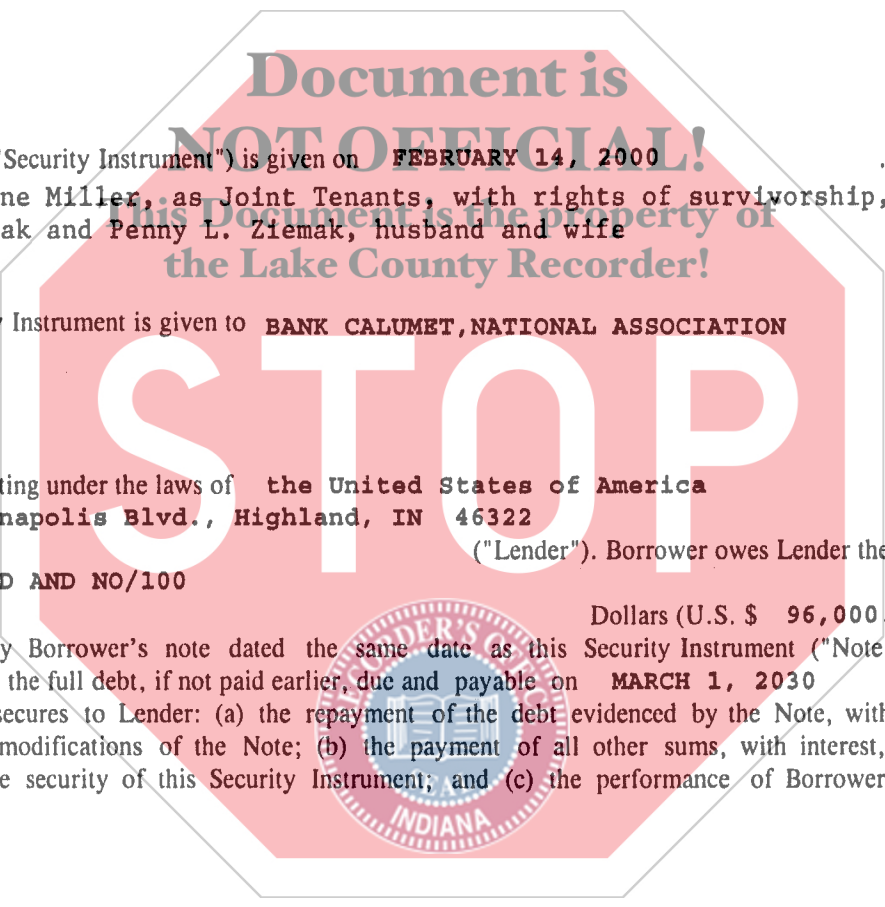 Document is
NOT OFFICIAL!
"Security Instrument") is given on FEBRUARY 14, 2000 .
ne Miller, as Joint Tenants, with rights of survivorship,
This Document is the property of
ak and Penny L. Ziemak, husband and wife
the Lake County Recorder!
Instrument is given to BANK CALUMET,NATIONAL ASSOCIATION
STOP
ting under the laws of the United States of America
napolis Blvd., Highland, IN 46322
("Lender"). Borrower owes Lender the
D AND NO/100
Dollars (U.S. $ 96,000.
y Borrower's note dated the same date as this Security Instrument ("Note
the full debt, if not paid earlier, due and payable on MARCH 1, 2030
secures to Lender: (a) the repayment of the debt evidenced by the Note, with
modifications of the Note; (b) the payment of all other sums, with interest,
e security of this Security Instrument; and (c) the performance of Borrower
RECORDER'S OFFICE
SEAL
INDIANA